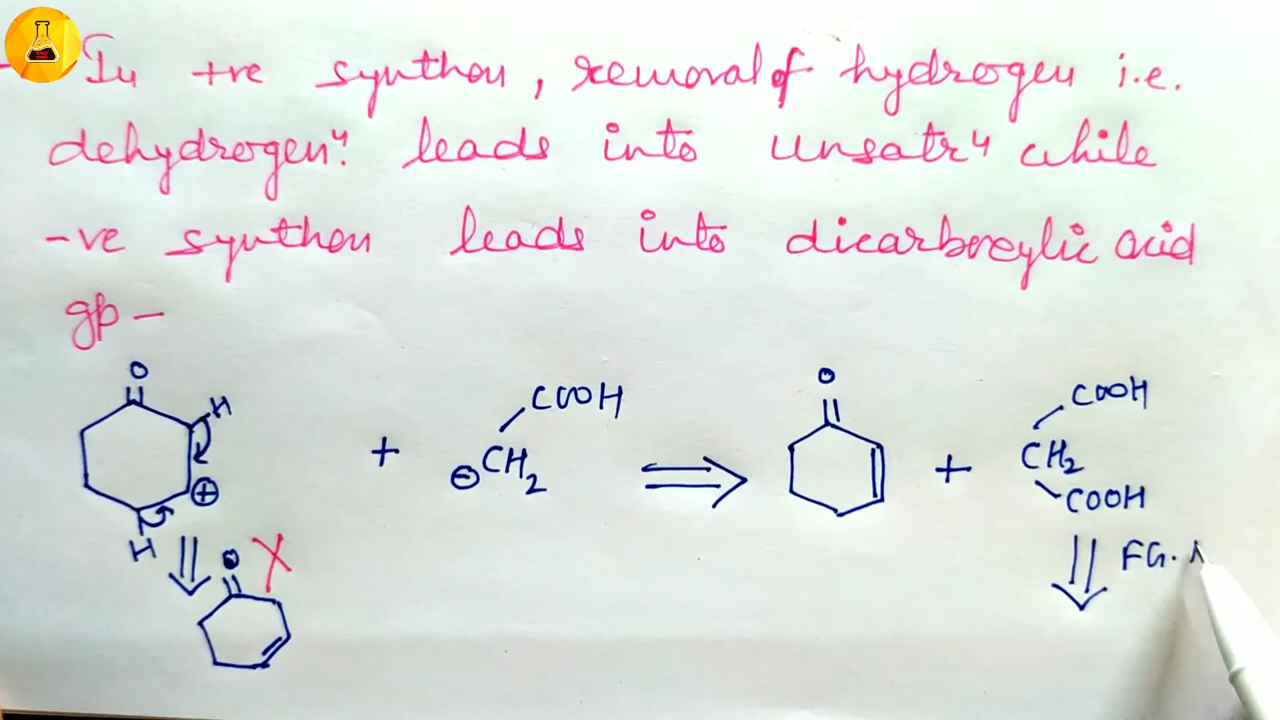 In +ve synthon, removal of hydrogen i.e.
dehydrogenⁿ. leads into unsatrⁿ while
-ve synthon leads into dicarboxylic acid
gp -
O
H
⊕
H
+
COOH
⊖CH2
O
+
COOH
CH2
COOH
O X
FG.